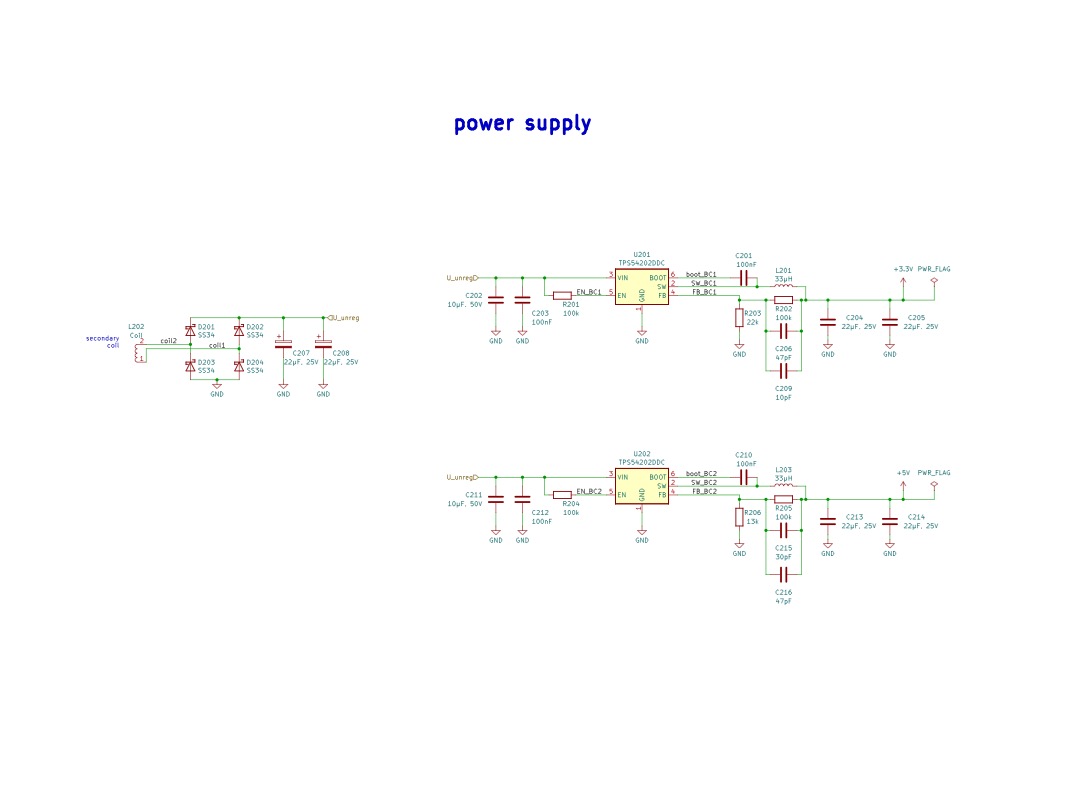 power supply
L202
Coil
secondary
coil
2
1
coil2
coil1
D201
SS34
D202
SS34
D203
SS34
D204
SS34
GND
+
C207
22µF, 25V
GND
+
C208
22µF, 25V
GND
U_unreg
U_unreg
C202
10µF, 50V
GND
C203
100nF
GND
R201
100k
EN_BC1
U201
TPS54202DDC
3
VIN
5
EN
BOOT
6
SW
2
FB
4
GND
1
GND
boot_BC1
SW_BC1
FB_BC1
C201
100nF
L201
33µH
R203
22k
GND
R202
100k
C206
47pF
C209
10pF
C204
22µF, 25V
GND
C205
22µF, 25V
GND
+3.3V
PWR_FLAG
U_unreg
C211
10µF, 50V
GND
C212
100nF
GND
R204
100k
EN_BC2
U202
TPS54202DDC
3
VIN
5
EN
BOOT
6
SW
2
FB
4
GND
1
GND
boot_BC2
SW_BC2
FB_BC2
C210
100nF
L203
33µH
R206
13k
GND
R205
100k
C215
30pF
C216
47pF
C213
22µF, 25V
GND
C214
22µF, 25V
GND
+5V
PWR_FLAG